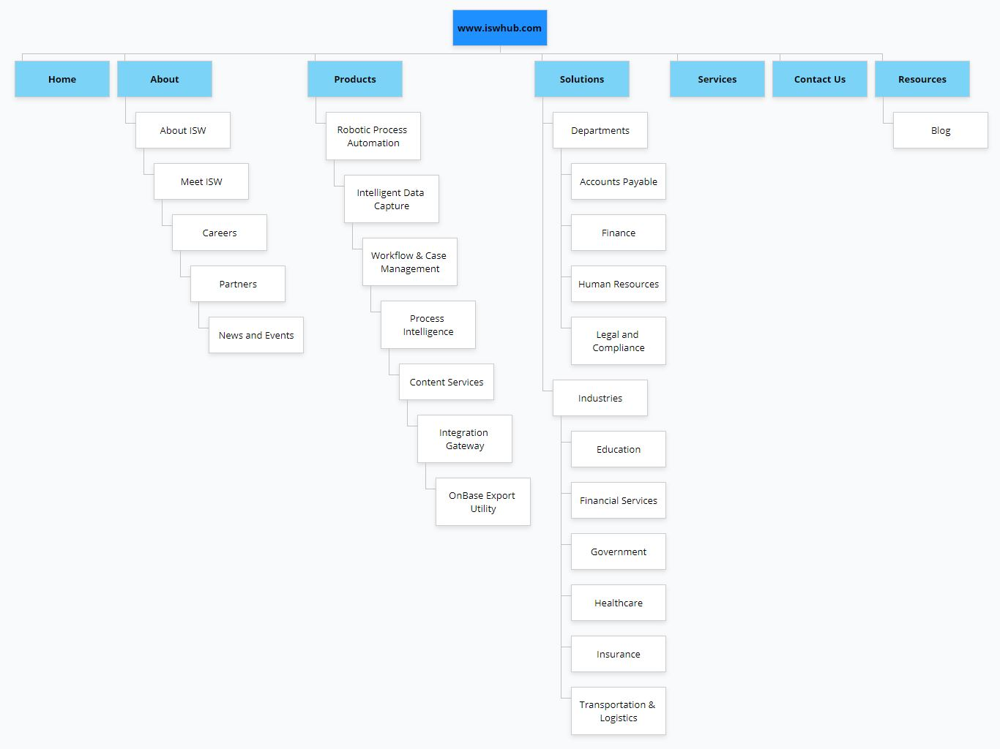 www.iswhub.com
Home
About
Products
Solutions
Services
Contact Us
Resources
About ISW
Meet ISW
Careers
Partners
News and Events
Robotic Process
Automation
Intelligent Data
Capture
Workflow & Case
Management
Process
Intelligence
Content Services
Integration
Gateway
OnBase Export
Utility
Departments
Accounts Payable
Finance
Human Resources
Legal and
Compliance
Industries
Education
Financial Services
Government
Healthcare
Insurance
Transportation &
Logistics
Blog